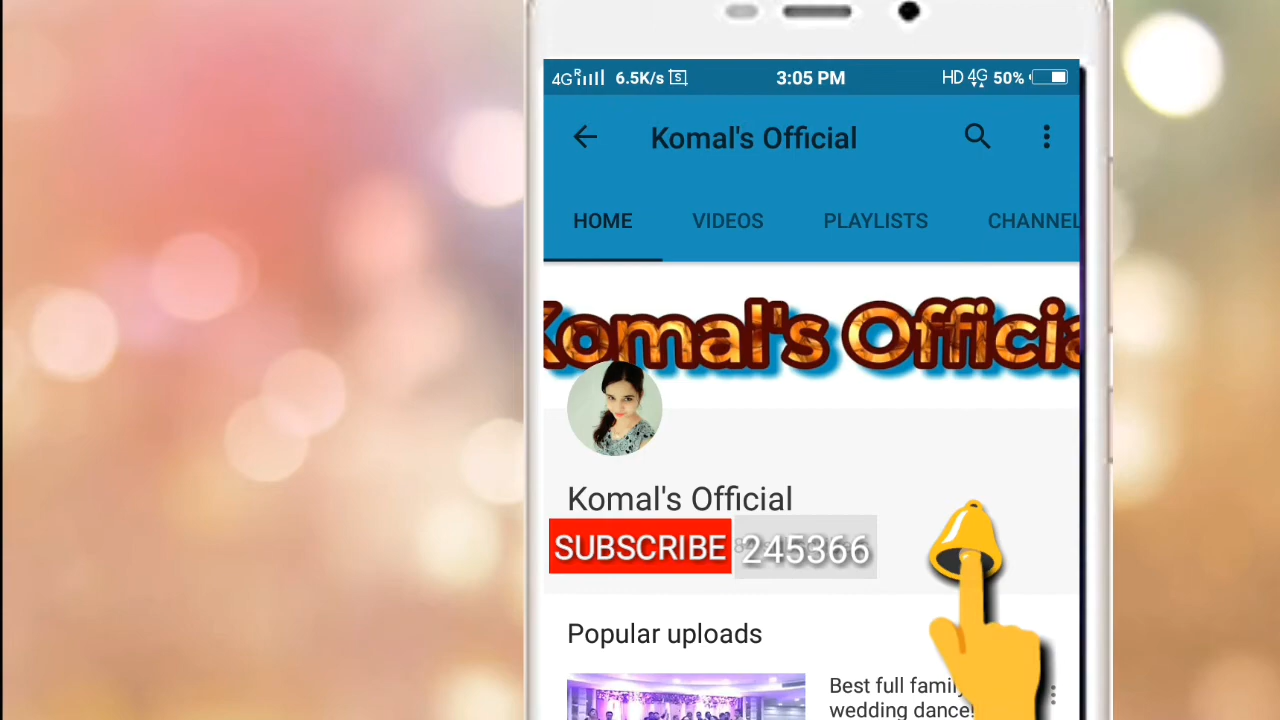 4G R 6.5K/s S 3:05 PM HD 4G 50%
Komal's Official
HOME VIDEOS PLAYLISTS CHANNEL
Komal's Officia
Komal's Official
SUBSCRIBE 245366
Popular uploads
Best full family
wedding dance!